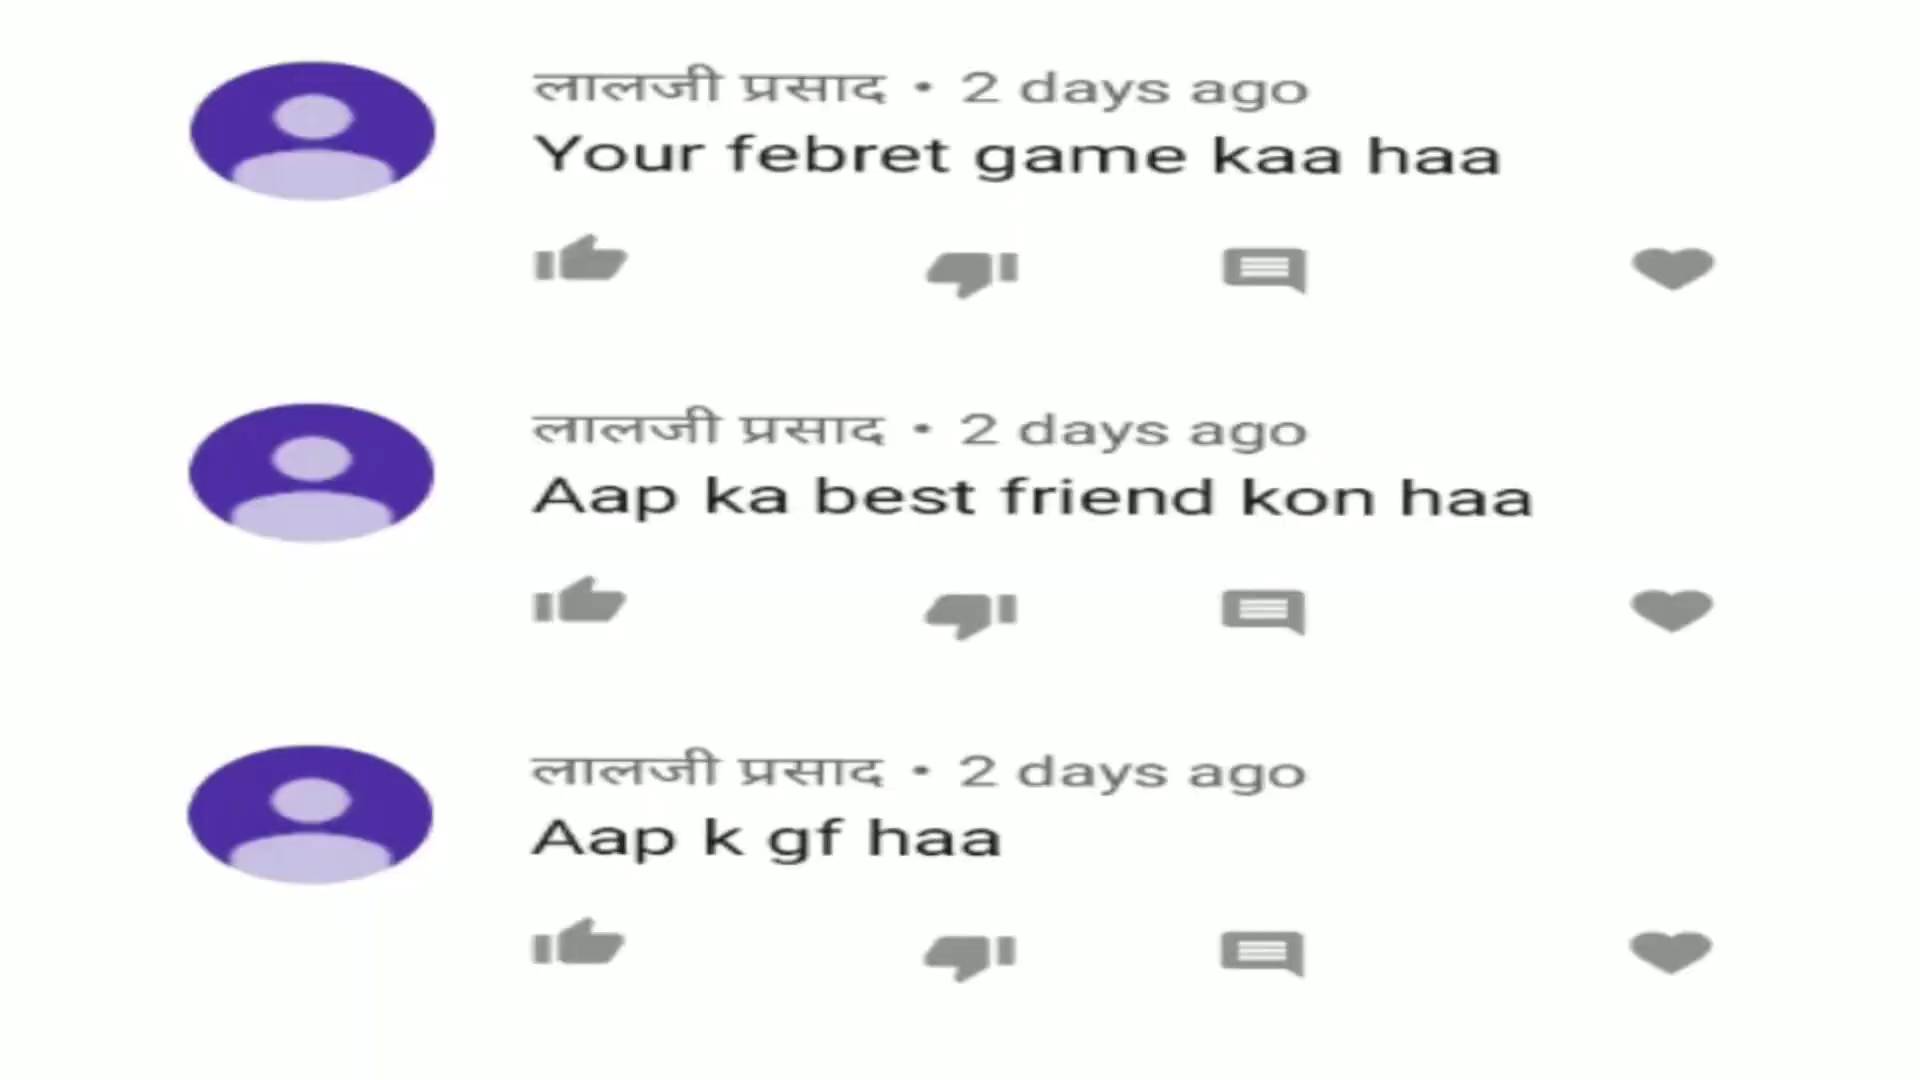 लालजी प्रसाद • 2 days ago
Your febret game kaa haa
लालजी प्रसाद • 2 days ago
Aap ka best friend kon haa
लालजी प्रसाद • 2 days ago
Aap k gf haa